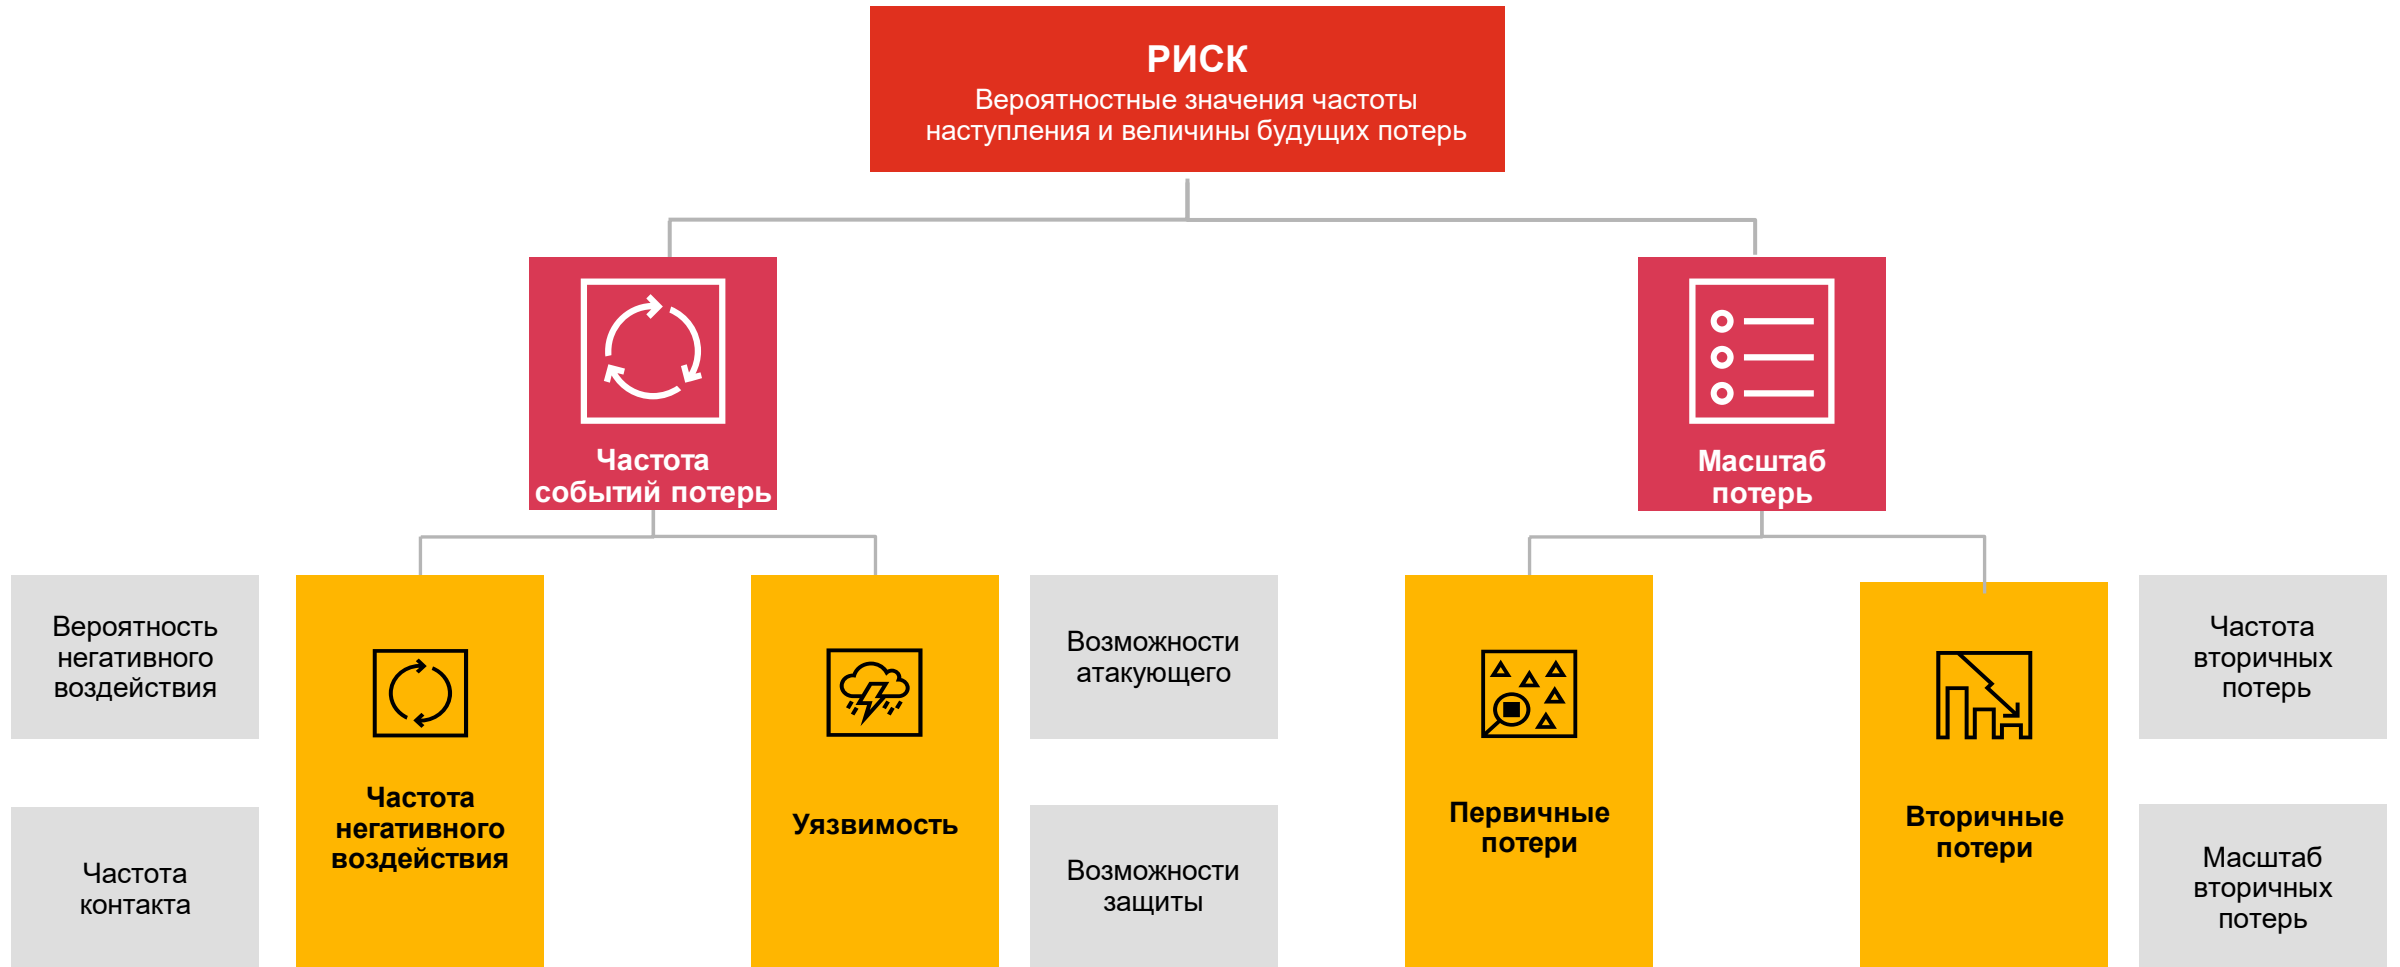 РИСК
Вероятностные значения частоты
наступления и величины будущих потерь
Частота
событий потерь
Масштаб
потерь
Вероятность
негативного
воздействия
Частота
контакта
Частота
негативного
воздействия
Уязвимость
Возможности
атакующего
Возможности
защиты
Первичные
потери
Вторичные
потери
Частота
вторичных
потерь
Масштаб
вторичных
потерь